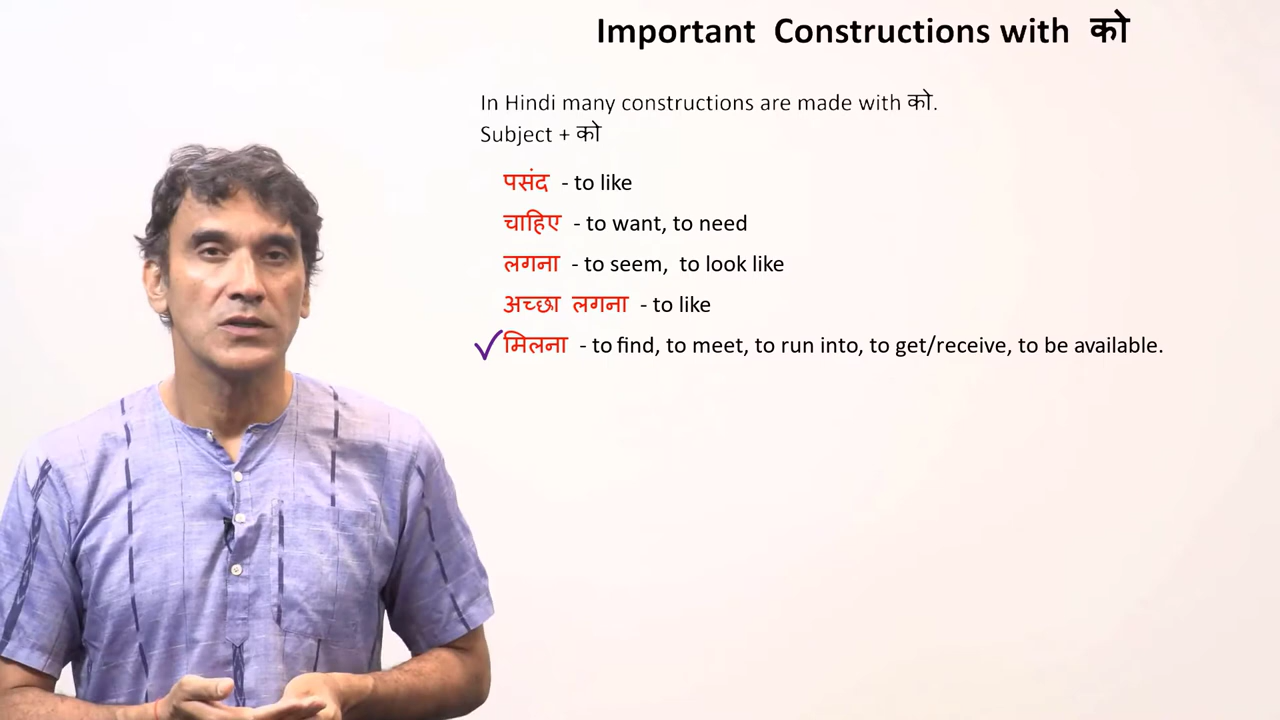 Important Constructions with को
In Hindi many constructions are made with को.
Subject + को
पसंद - to like
चाहिए - to want, to need
लगना - to seem, to look like
अच्छा लगना - to like
मिलना - to find, to meet, to run into, to get/receive, to be available.